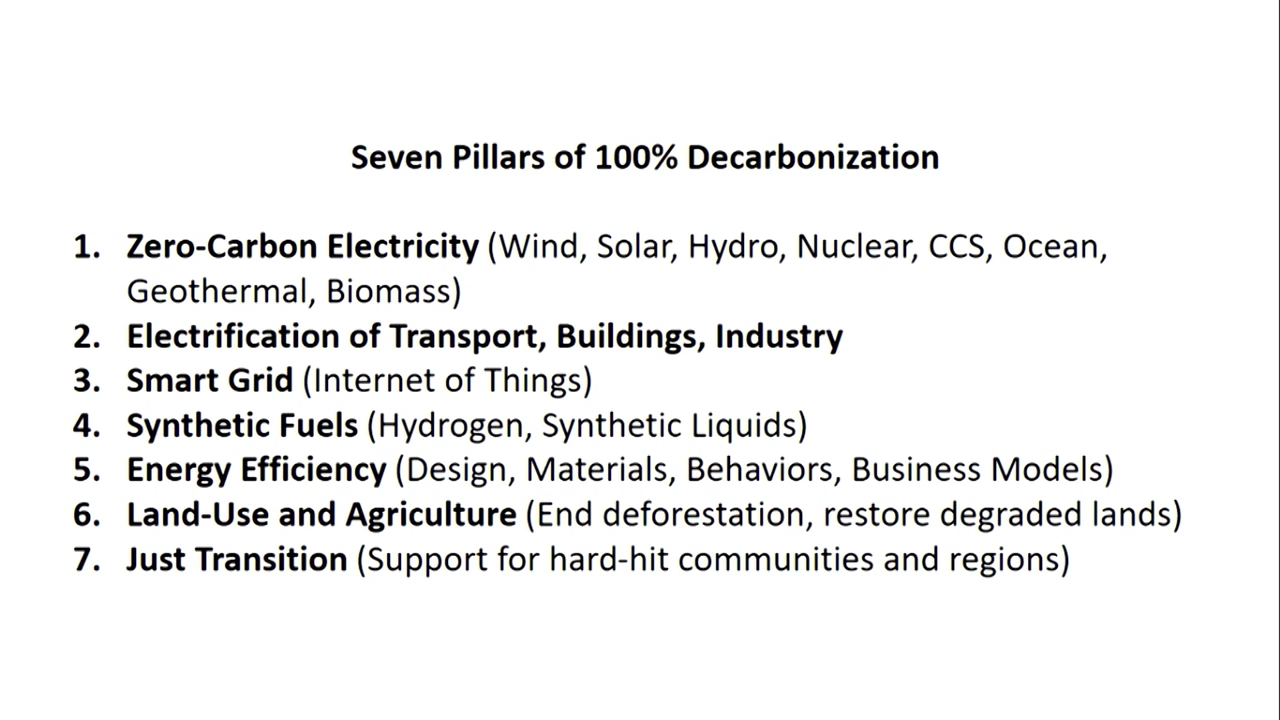 Seven Pillars of 100% Decarbonization
1. Zero-Carbon Electricity (Wind, Solar, Hydro, Nuclear, CCS, Ocean,
Geothermal, Biomass)
2. Electrification of Transport, Buildings, Industry
3. Smart Grid (Internet of Things)
4. Synthetic Fuels (Hydrogen, Synthetic Liquids)
5. Energy Efficiency (Design, Materials, Behaviors, Business Models)
6. Land-Use and Agriculture (End deforestation, restore degraded lands)
7. Just Transition (Support for hard-hit communities and regions)